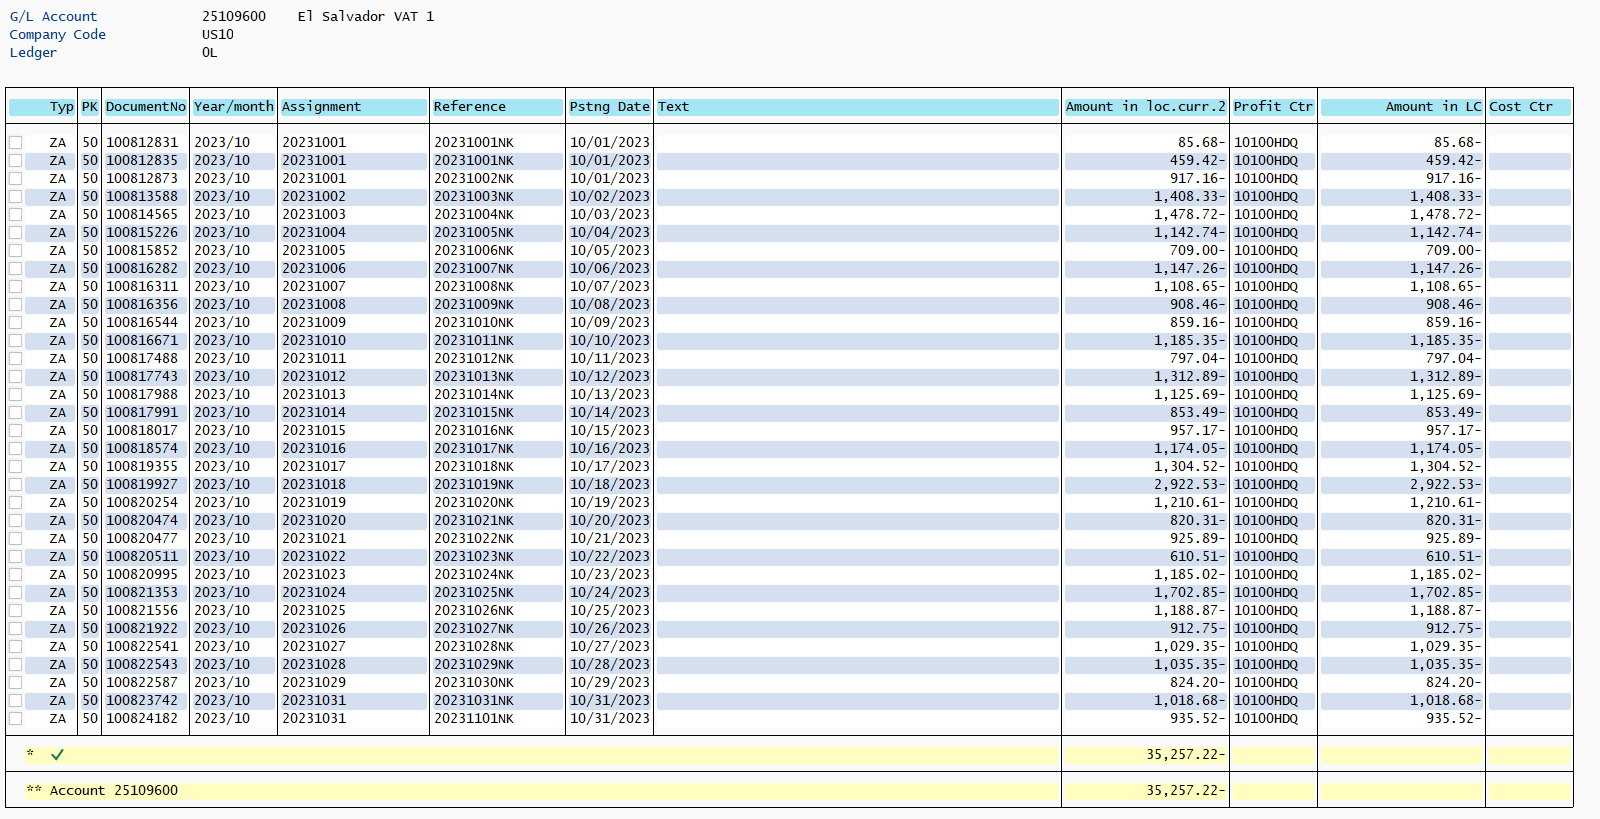 G/L Account 25109600 El Salvador VAT 1
Company Code US10
Ledger 0L
Typ PK DocumentNo Year/month Assignment Reference Pstng Date Text Amount in loc.curr.2 Profit Ctr Amount in LC Cost Ctr
ZA 50 100812831 2023/10 20231001 20231001NK 10/01/2023 85.68- 10100HDQ 85.68-
ZA 50 100812835 2023/10 20231001 20231001NK 10/01/2023 459.42- 10100HDQ 459.42-
ZA 50 100812873 2023/10 20231001 20231002NK 10/01/2023 917.16- 10100HDQ 917.16-
ZA 50 100813588 2023/10 20231002 20231003NK 10/02/2023 1,408.33- 10100HDQ 1,408.33-
ZA 50 100814565 2023/10 20231003 20231004NK 10/03/2023 1,478.72- 10100HDQ 1,478.72-
ZA 50 100815226 2023/10 20231004 20231005NK 10/04/2023 1,142.74- 10100HDQ 1,142.74-
ZA 50 100815852 2023/10 20231005 20231006NK 10/05/2023 709.00- 10100HDQ 709.00-
ZA 50 100816282 2023/10 20231006 20231007NK 10/06/2023 1,147.26- 10100HDQ 1,147.26-
ZA 50 100816311 2023/10 20231007 20231008NK 10/07/2023 1,108.65- 10100HDQ 1,108.65-
ZA 50 100816356 2023/10 20231008 20231009NK 10/08/2023 908.46- 10100HDQ 908.46-
ZA 50 100816544 2023/10 20231009 20231010NK 10/09/2023 859.16- 10100HDQ 859.16-
ZA 50 100816671 2023/10 20231010 20231011NK 10/10/2023 1,185.35- 10100HDQ 1,185.35-
ZA 50 100817488 2023/10 20231011 20231012NK 10/11/2023 797.04- 10100HDQ 797.04-
ZA 50 100817743 2023/10 20231012 20231013NK 10/12/2023 1,312.89- 10100HDQ 1,312.89-
ZA 50 100817988 2023/10 20231013 20231014NK 10/13/2023 1,125.69- 10100HDQ 1,125.69-
ZA 50 100817991 2023/10 20231014 20231015NK 10/14/2023 853.49- 10100HDQ 853.49-
ZA 50 100818017 2023/10 20231015 20231016NK 10/15/2023 957.17- 10100HDQ 957.17-
ZA 50 100818574 2023/10 20231016 20231017NK 10/16/2023 1,174.05- 10100HDQ 1,174.05-
ZA 50 100819355 2023/10 20231017 20231018NK 10/17/2023 1,304.52- 10100HDQ 1,304.52-
ZA 50 100819927 2023/10 20231018 20231019NK 10/18/2023 2,922.53- 10100HDQ 2,922.53-
ZA 50 100820254 2023/10 20231019 20231020NK 10/19/2023 1,210.61- 10100HDQ 1,210.61-
ZA 50 100820474 2023/10 20231020 20231021NK 10/20/2023 820.31- 10100HDQ 820.31-
ZA 50 100820477 2023/10 20231021 20231022NK 10/21/2023 925.89- 10100HDQ 925.89-
ZA 50 100820511 2023/10 20231022 20231023NK 10/22/2023 610.51- 10100HDQ 610.51-
ZA 50 100820995 2023/10 20231023 20231024NK 10/23/2023 1,185.02- 10100HDQ 1,185.02-
ZA 50 100821353 2023/10 20231024 20231025NK 10/24/2023 1,702.85- 10100HDQ 1,702.85-
ZA 50 100821556 2023/10 20231025 20231026NK 10/25/2023 1,188.87- 10100HDQ 1,188.87-
ZA 50 100821922 2023/10 20231026 20231027NK 10/26/2023 912.75- 10100HDQ 912.75-
ZA 50 100822541 2023/10 20231027 20231028NK 10/27/2023 1,029.35- 10100HDQ 1,029.35-
ZA 50 100822543 2023/10 20231028 20231029NK 10/28/2023 1,035.35- 10100HDQ 1,035.35-
ZA 50 100822587 2023/10 20231029 20231030NK 10/29/2023 824.20- 10100HDQ 824.20-
ZA 50 100823742 2023/10 20231031 20231031NK 10/31/2023 1,018.68- 10100HDQ 1,018.68-
ZA 50 100824182 2023/10 20231031 20231101NK 10/31/2023 935.52- 10100HDQ 935.52-
* ✓ 35,257.22-
** Account 25109600 35,257.22-